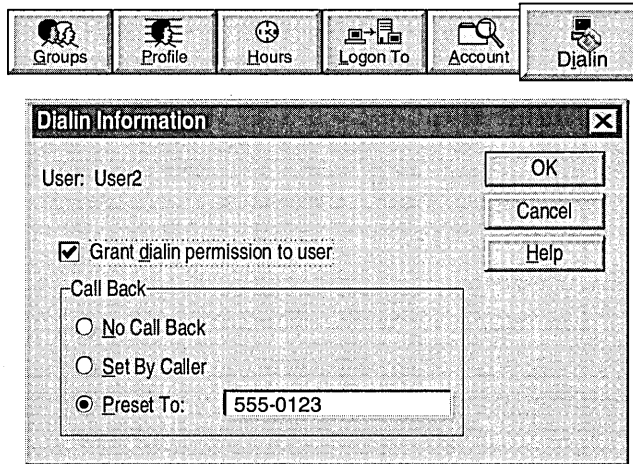 Groups Profile Hours Logon To Account Dialin
Dialin Information
User: User2
OK
Cancel
Grant dialin permission to user
Help
Call Back
No Call Back
Set By Caller
Preset To: 555-0123